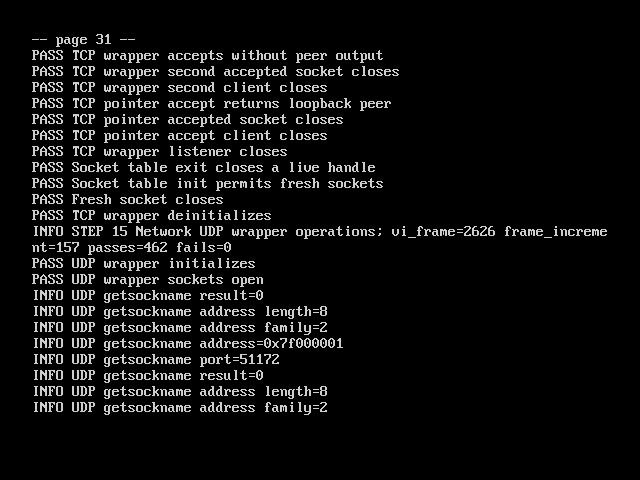 -- page 31 --
PASS TCP wrapper accepts without peer output
PASS TCP wrapper second accepted socket closes
PASS TCP wrapper second client closes
PASS TCP pointer accept returns loopback peer
PASS TCP pointer accepted socket closes
PASS TCP pointer accept client closes
PASS TCP wrapper listener closes
PASS Socket table exit closes a live handle
PASS Socket table init permits fresh sockets
PASS Fresh socket closes
PASS TCP wrapper deinitializes
INFO STEP 15 Network UDP wrapper operations; vi_frame=2626 frame_increme
nt=157 passes=462 fails=0
PASS UDP wrapper initializes
PASS UDP wrapper sockets open
INFO UDP getsockname result=0
INFO UDP getsockname address length=8
INFO UDP getsockname address family=2
INFO UDP getsockname address=0x7f000001
INFO UDP getsockname port=51172
INFO UDP getsockname result=0
INFO UDP getsockname address length=8
INFO UDP getsockname address family=2